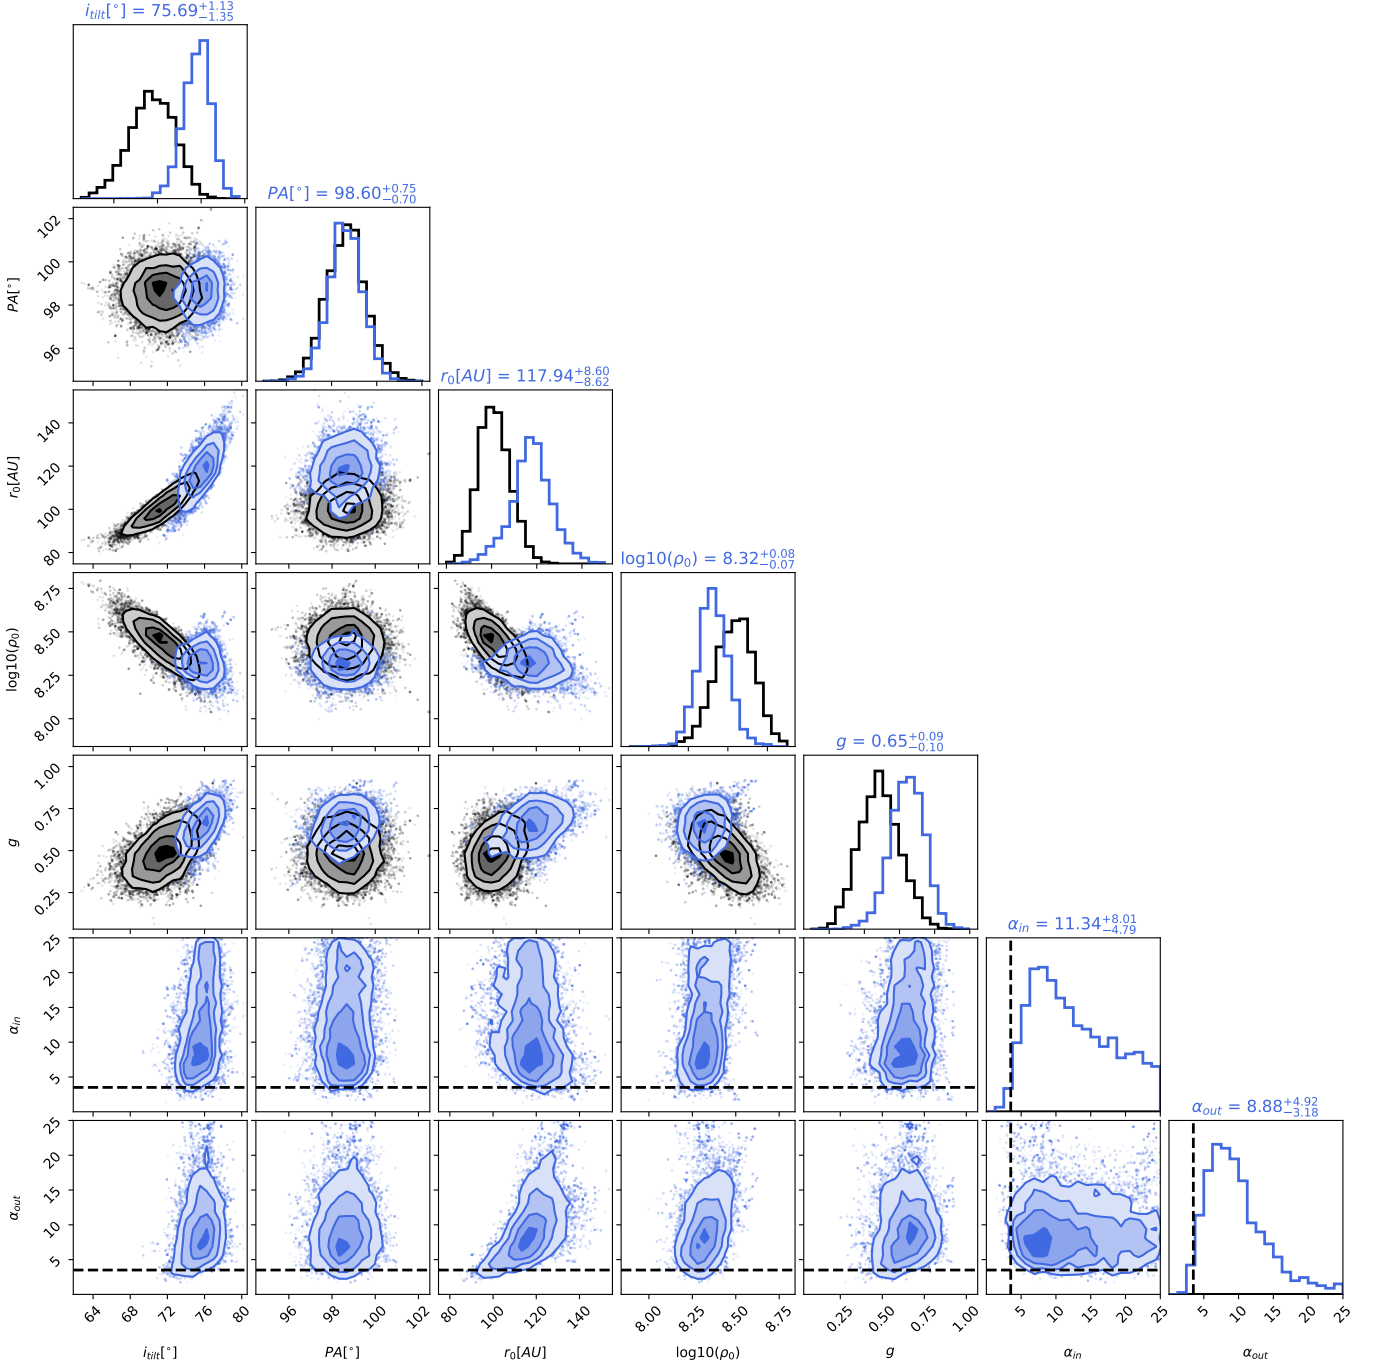 i_tilt[°] = 75.69 +1.13 −1.35
PA[°] = 98.60 +0.75 −0.70
102
100
98
96
PA[°]
r_0[AU] = 117.94 +8.60 −8.62
140
120
100
80
r_0[AU]
log10(ρ_0) = 8.32 +0.08 −0.07
8.75
8.50
8.25
8.00
log10(ρ_0)
g = 0.65 +0.09 −0.10
1.00
0.75
0.50
0.25
g
α_in = 11.34 +8.01 −4.79
25
20
15
10
5
α_in
α_out = 8.88 +4.92 −3.18
25
20
15
10
5
α_out
64 68 72 76 80 96 98 100 102 80 100 120 140 8.00 8.25 8.50 8.75 0.25 0.50 0.75 1.00 5 10 15 20 25 5 10 15 20 25
i_tilt[°] PA[°] r_0[AU] log10(ρ_0) g α_in α_out